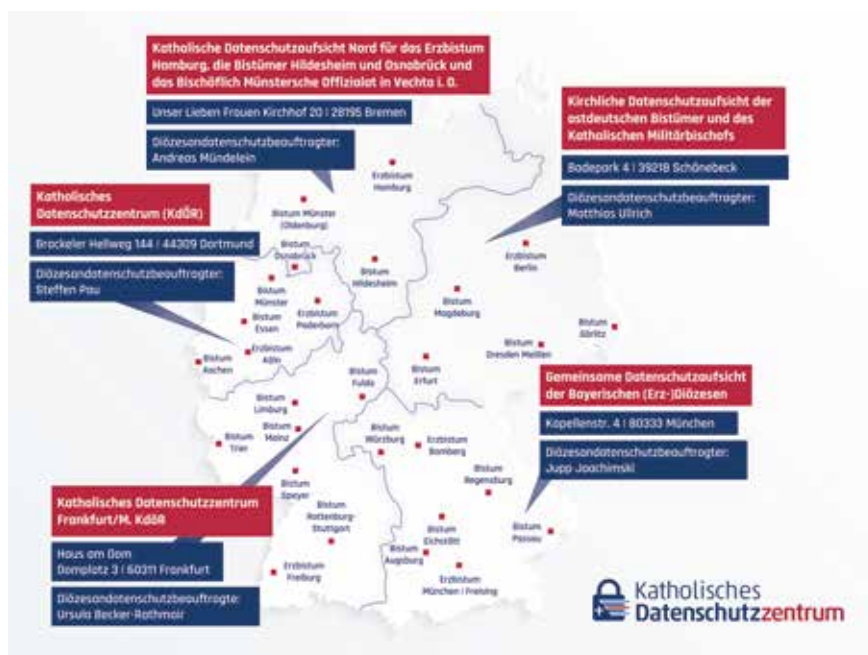 Katholische Datenschutzaufsicht Nord für das Erzbistum
Hamburg, die Bistümer Hildesheim und Osnabrück und
das Bischöflich Münstersche Offizialat in Vechta i. O.
Unser Lieben Frauen Kirchhof 20 | 28195 Bremen
Diözesandatenschutzbeauftragter:
Andreas Mündelein
Kirchliche Datenschutzaufsicht der
ostdeutschen Bistümer und des
Katholischen Militärbischofs
Badepark 4 | 39218 Schönebeck
Diözesandatenschutzbeauftragter:
Matthias Ullrich
Katholisches
Datenschutzzentrum (KdÖR)
Brackeler Hellweg 144 | 44309 Dortmund
Diözesandatenschutzbeauftragter:
Steffen Pau
Erzbistum
Hamburg
Bistum Münster
(Oldenburg)
Bistum
Osnabrück
Bistum
Hildesheim
Erzbistum
Berlin
Bistum
Magdeburg
Bistum
Münster
Erzbistum
Paderborn
Bistum
Essen
Erzbistum
Köln
Bistum
Aachen
Bistum
Görlitz
Bistum
Dresden Meißen
Bistum
Erfurt
Bistum
Fulda
Bistum
Limburg
Bistum
Mainz
Bistum
Trier
Bistum
Speyer
Gemeinsame Datenschutzaufsicht
der Bayerischen (Erz-)Diözesen
Kapellenstr. 4 | 80333 München
Diözesandatenschutzbeauftragter:
Jupp Joachimski
Bistum
Würzburg
Erzbistum
Bamberg
Bistum
Regensburg
Bistum
Eichstätt
Bistum
Passau
Bistum
Augsburg
Erzbistum
München | Freising
Katholisches Datenschutzzentrum
Frankfurt/M. KdöR
Haus am Dom
Domplatz 3 | 60311 Frankfurt
Diözesandatenschutzbeauftragte:
Ursula Becker-Rathmair
Bistum
Rottenburg-
Stuttgart
Erzbistum
Freiburg
Katholisches
Datenschutzzentrum